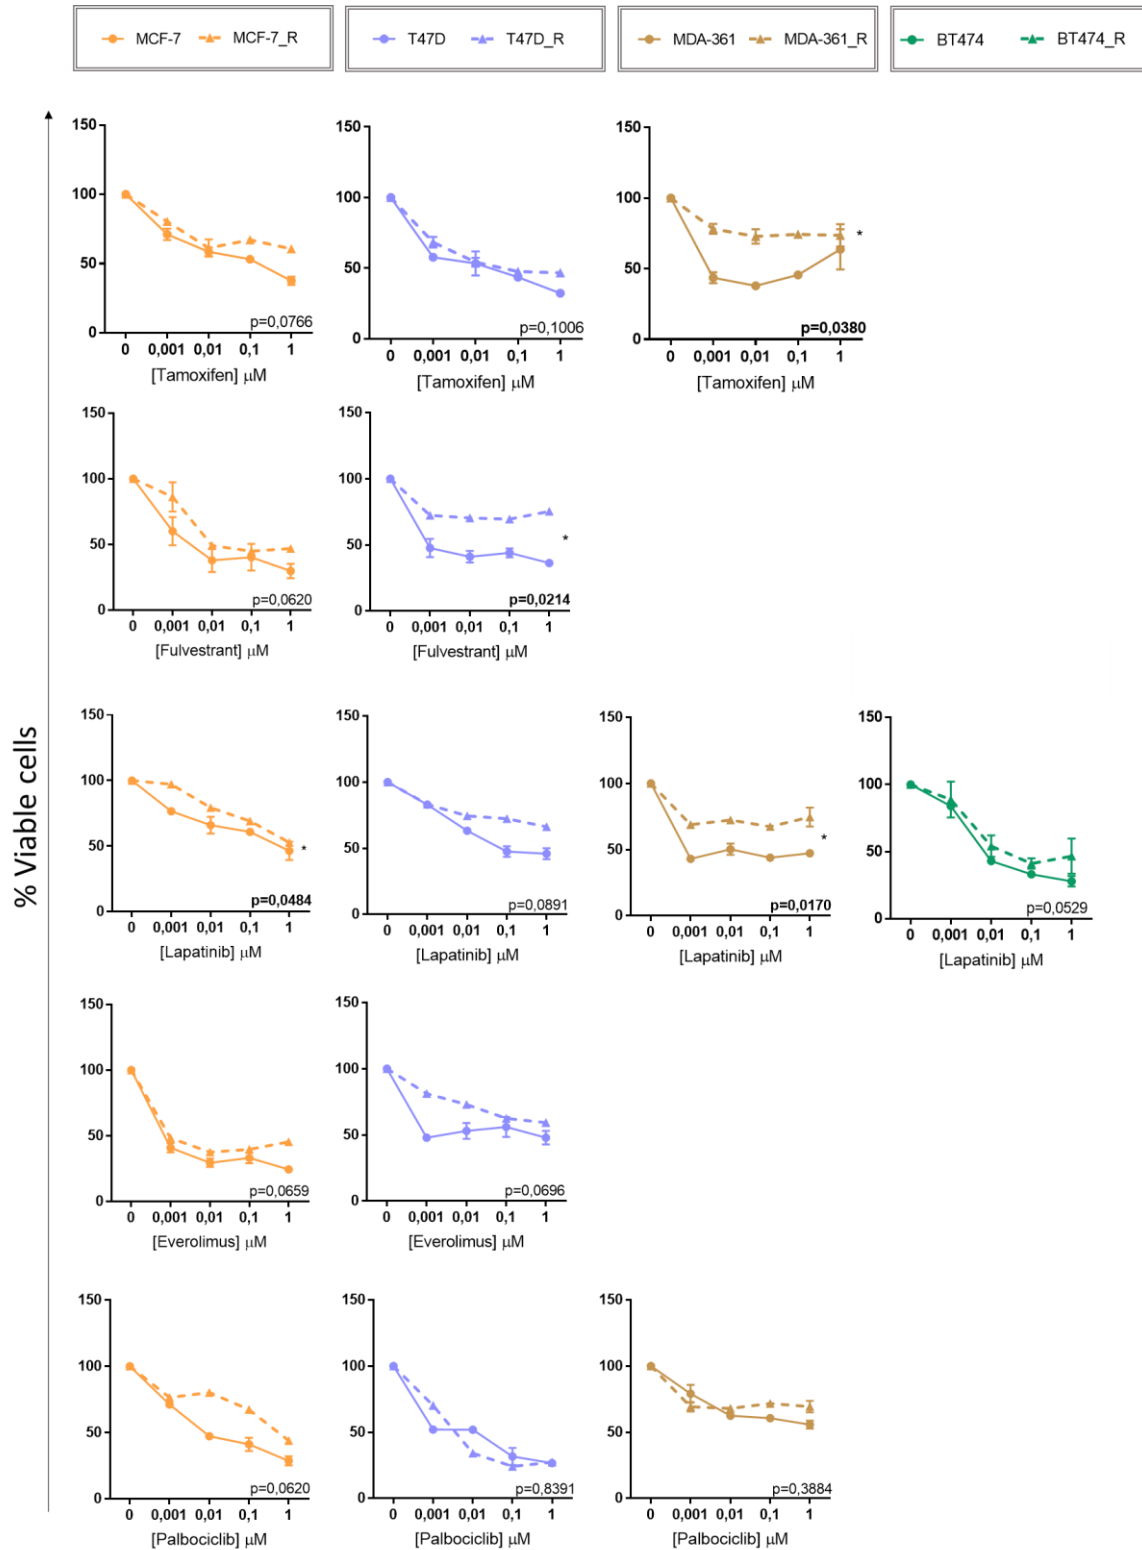 MCF-7 MCF-7_R T47D T47D_R MDA-361 MDA-361_R BT474 BT474_R
% Viable cells
150
100
50
0
0 0,001 0,01 0,1 1
p=0,0766
[Tamoxifen] µM
150
100
50
0
0 0,001 0,01 0,1 1
p=0,1006
[Tamoxifen] µM
150
100
50
0
*
0 0,001 0,01 0,1 1
p=0,0380
[Tamoxifen] µM
150
100
50
0
p=0,0620
0 0,001 0,01 0,1 1
[Fulvestrant] µM
150
100
50
0
*
p=0,0214
0 0,001 0,01 0,1 1
[Fulvestrant] µM
150
100
50
0
*
p=0,0484
0 0,001 0,01 0,1 1
[Lapatinib] µM
150
100
50
0
p=0,0891
0 0,001 0,01 0,1 1
[Lapatinib] µM
150
100
50
0
*
p=0,0170
0 0,001 0,01 0,1 1
[Lapatinib] µM
150
100
50
0
p=0,0529
0 0,001 0,01 0,1 1
[Lapatinib] µM
150
100
50
0
p=0,0659
0 0,001 0,01 0,1 1
[Everolimus] µM
150
100
50
0
p=0,0696
0 0,001 0,01 0,1 1
[Everolimus] µM
150
100
50
0
p=0,0620
0 0,001 0,01 0,1 1
[Palbociclib] µM
150
100
50
0
p=0,8391
0 0,001 0,01 0,1 1
[Palbociclib] µM
150
100
50
0
p=0,3884
0 0,001 0,01 0,1 1
[Palbociclib] µM